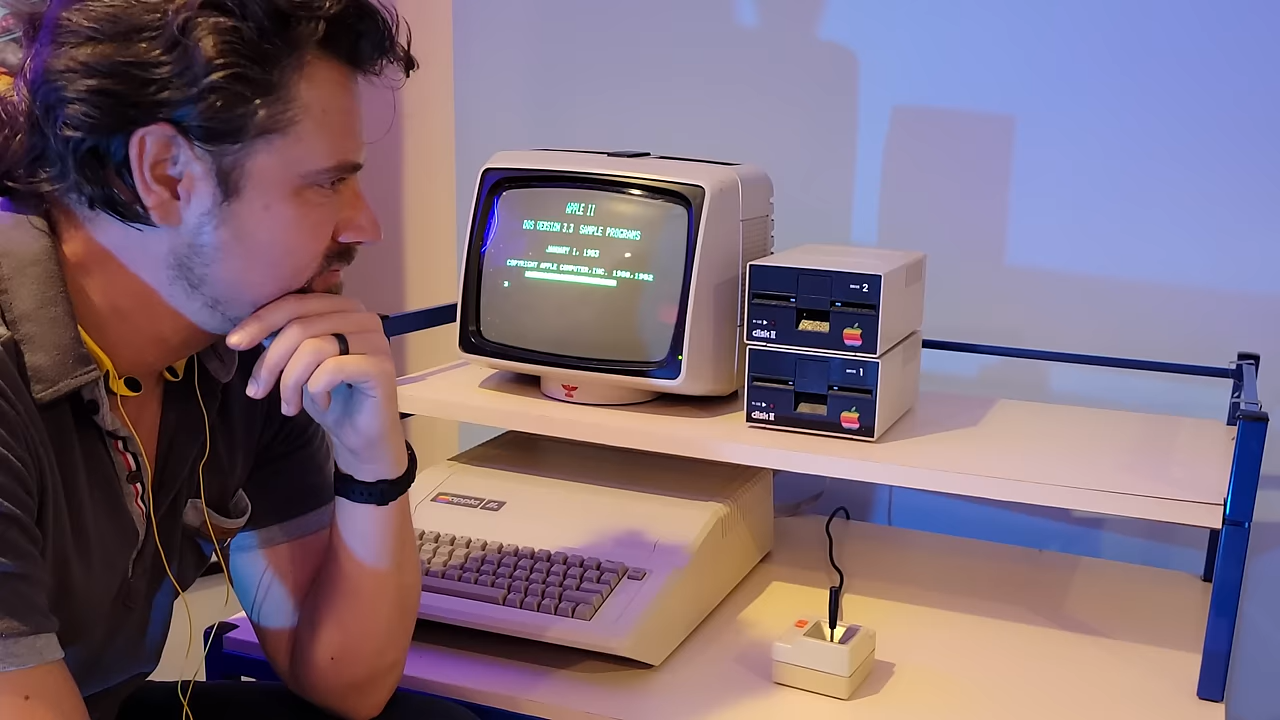 APPLE II
DOS VERSION 3.3 SAMPLE PROGRAMS
JANUARY 1, 1983
COPYRIGHT APPLE COMPUTER,INC. 1980,1982
DRIVE 2
disk II
DRIVE 1
disk II
apple //e